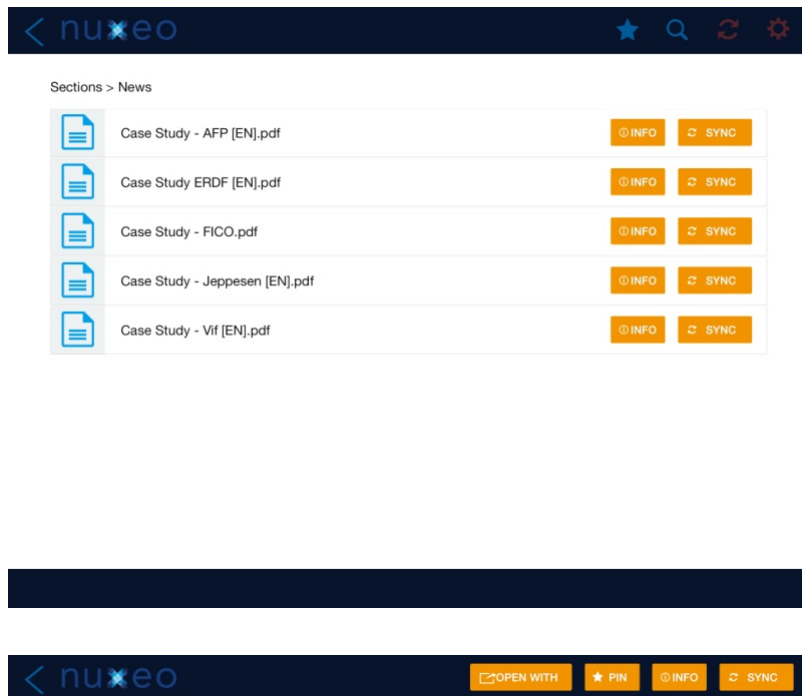 nuxeo
Sections > News
Case Study - AFP [EN].pdf INFO SYNC
Case Study ERDF [EN].pdf INFO SYNC
Case Study - FICO.pdf INFO SYNC
Case Study - Jeppesen [EN].pdf INFO SYNC
Case Study - Vif [EN].pdf INFO SYNC
nuxeo OPEN WITH PIN INFO SYNC